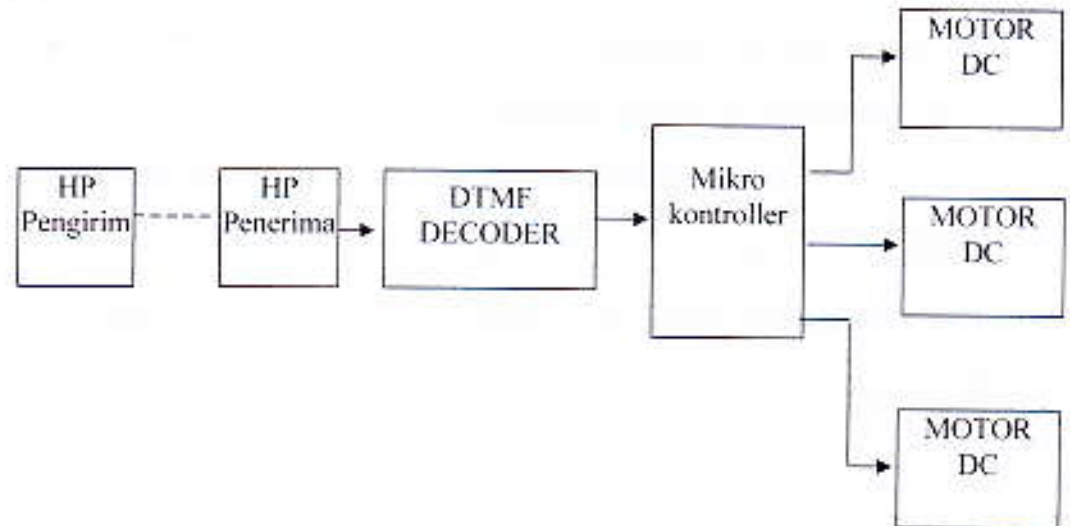 HP
Pengirim
HP
Penerima
DTMF
DECODER
Mikro
kontroller
MOTOR
DC
MOTOR
DC
MOTOR
DC